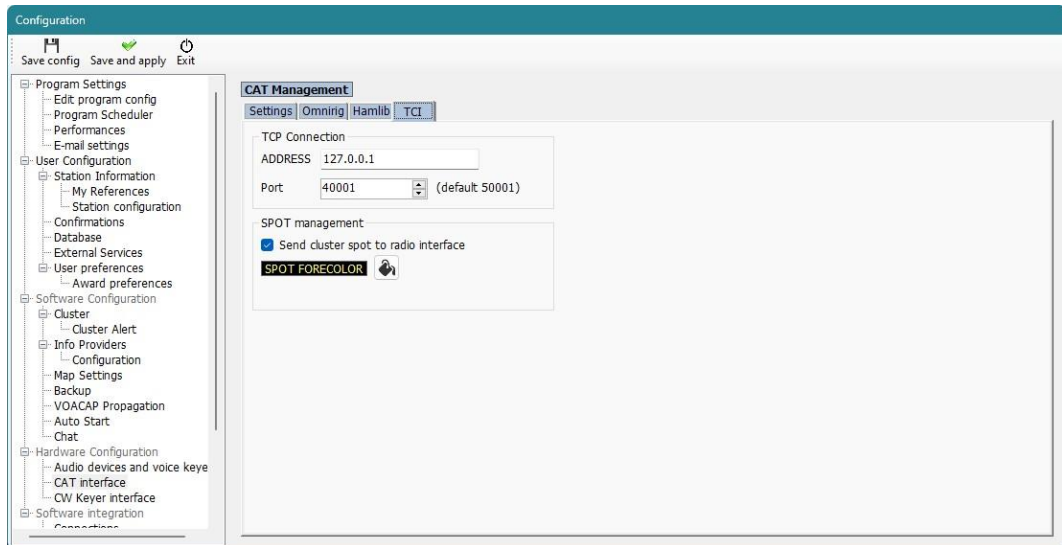 Configuration
Save config Save and apply Exit
Program Settings
Edit program config
Program Scheduler
Performances
E-mail settings
User Configuration
Station Information
My References
Station configuration
Confirmations
Database
External Services
User preferences
Award preferences
Software Configuration
Cluster
Cluster Alert
Info Providers
Configuration
Map Settings
Backup
VOACAP Propagation
Auto Start
Chat
Hardware Configuration
Audio devices and voice keye
CAT interface
CW Keyer interface
Software integration
Connections
CAT Management
Settings Omnirig Hamlib TCI
TCP Connection
ADDRESS 127.0.0.1
Port 40001 (default 50001)
SPOT management
Send cluster spot to radio interface
SPOT FORECOLOR